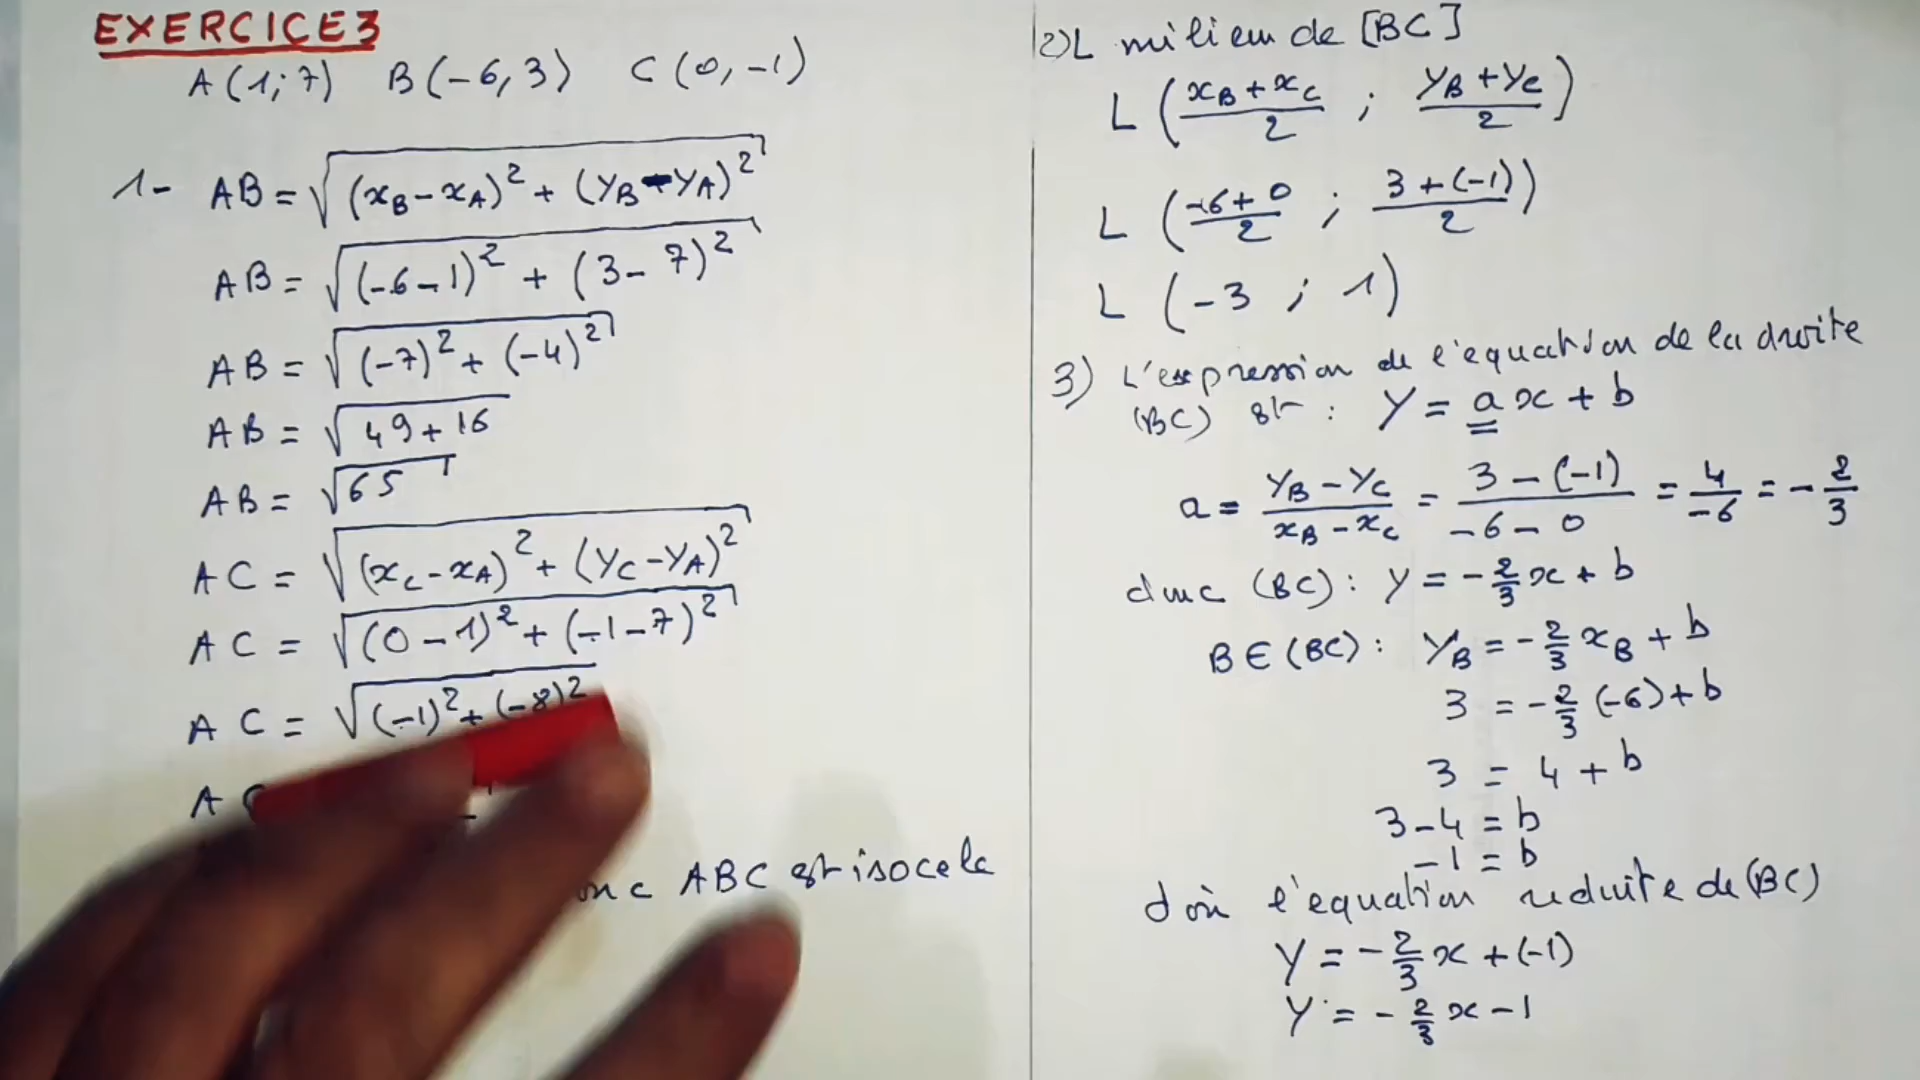 EXERCICE3
A(1;7) B(-6,3) C(0,-1)
1- AB = √((xB-xA)² + (yB-yA)²)
AB = √((-6-1)² + (3-7)²)
AB = √((-7)² + (-4)²)
AB = √(49+16)
AB = √65
AC = √((xC-xA)² + (yC-yA)²)
AC = √((0-1)² + (-1-7)²)
AC = √((-1)² + (-8)²)
A
ABC est isocele
2) L milieu de [BC]
L ((xB+xC)/2 ; (yB+yC)/2)
L ((-6+0)/2 ; (3+(-1))/2)
L (-3 ; 1)
3) L'expression de l'equation de la droite
(BC) est : y = ax + b
a = (yB-yC)/(xB-xC) = (3-(-1))/(-6-0) = 4/-6 = -2/3
donc (BC) : y = -2/3 x + b
B∈(BC) : yB = -2/3 xB + b
3 = -2/3 (-6) + b
3 = 4 + b
3-4 = b
-1 = b
d'où l'equation reduite de (BC)
y = -2/3 x + (-1)
y = -2/3 x - 1